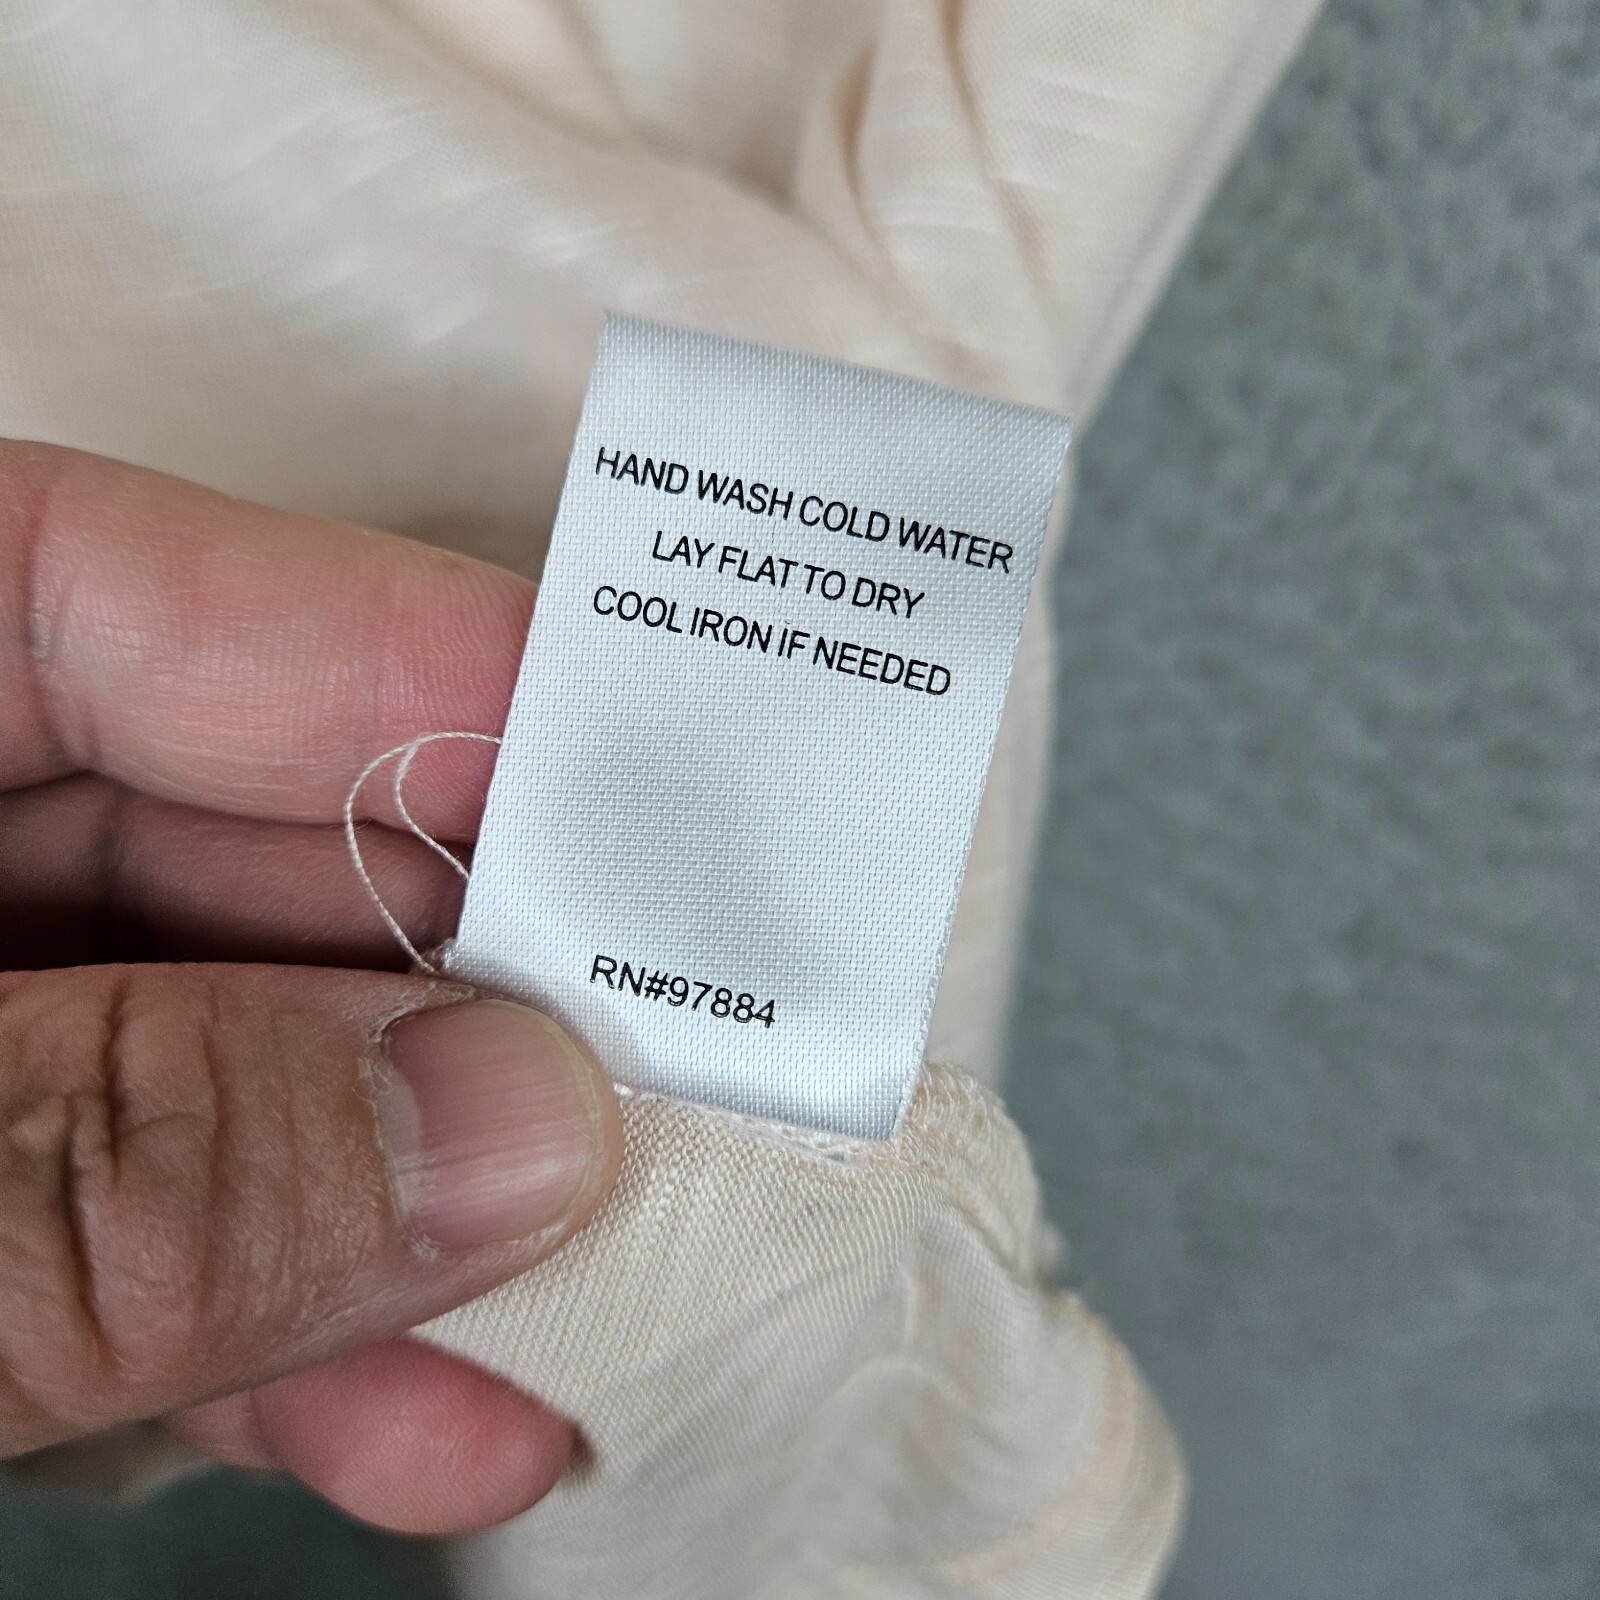 HAND WASH COLD WATER
LAY FLAT TO DRY
COOL IRON IF NEEDED
RN#97884